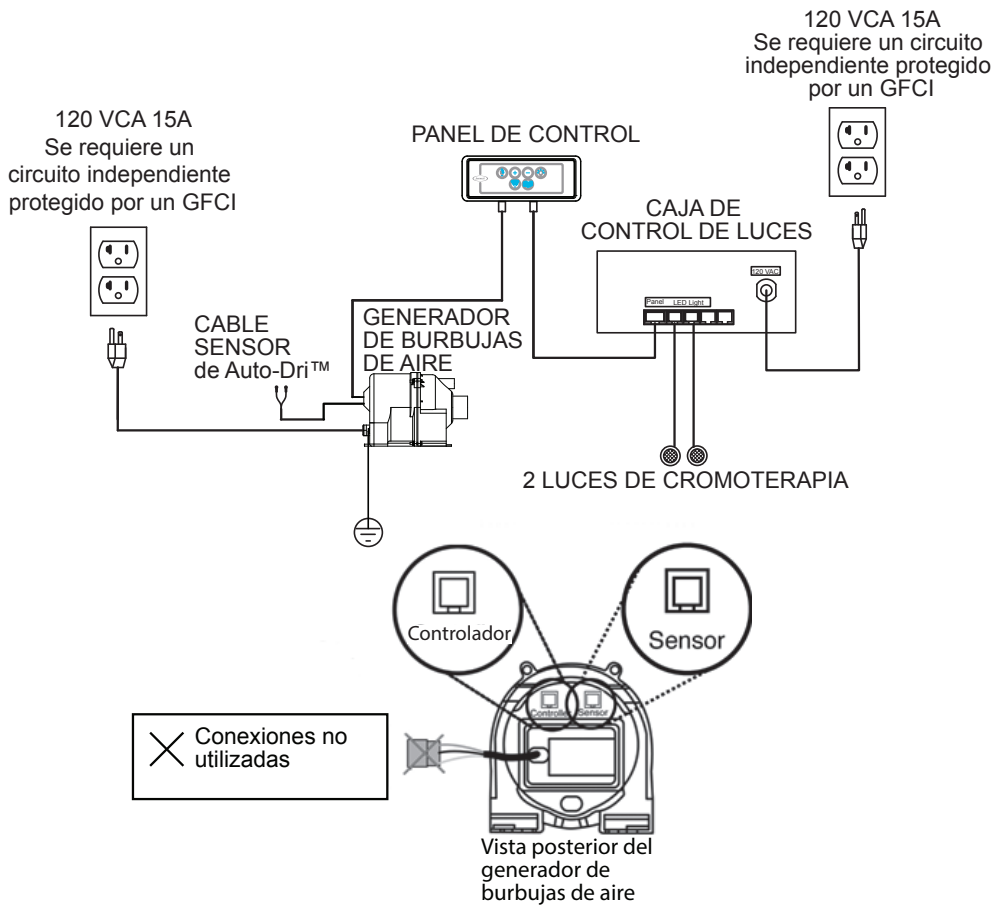 120 VCA 15A
Se requiere un circuito
independiente protegido
por un GFCI
120 VCA 15A
Se requiere un
circuito independiente
protegido por un GFCI
PANEL DE CONTROL
CAJA DE
CONTROL DE LUCES
120 VAC
Panel LED Light
CABLE
SENSOR
de Auto-Dri™
GENERADOR
DE BURBUJAS
DE AIRE
2 LUCES DE CROMOTERAPIA
Controlador
Sensor
Controller
Sensor
Conexiones no
utilizadas
Vista posterior del
generador de
burbujas de aire